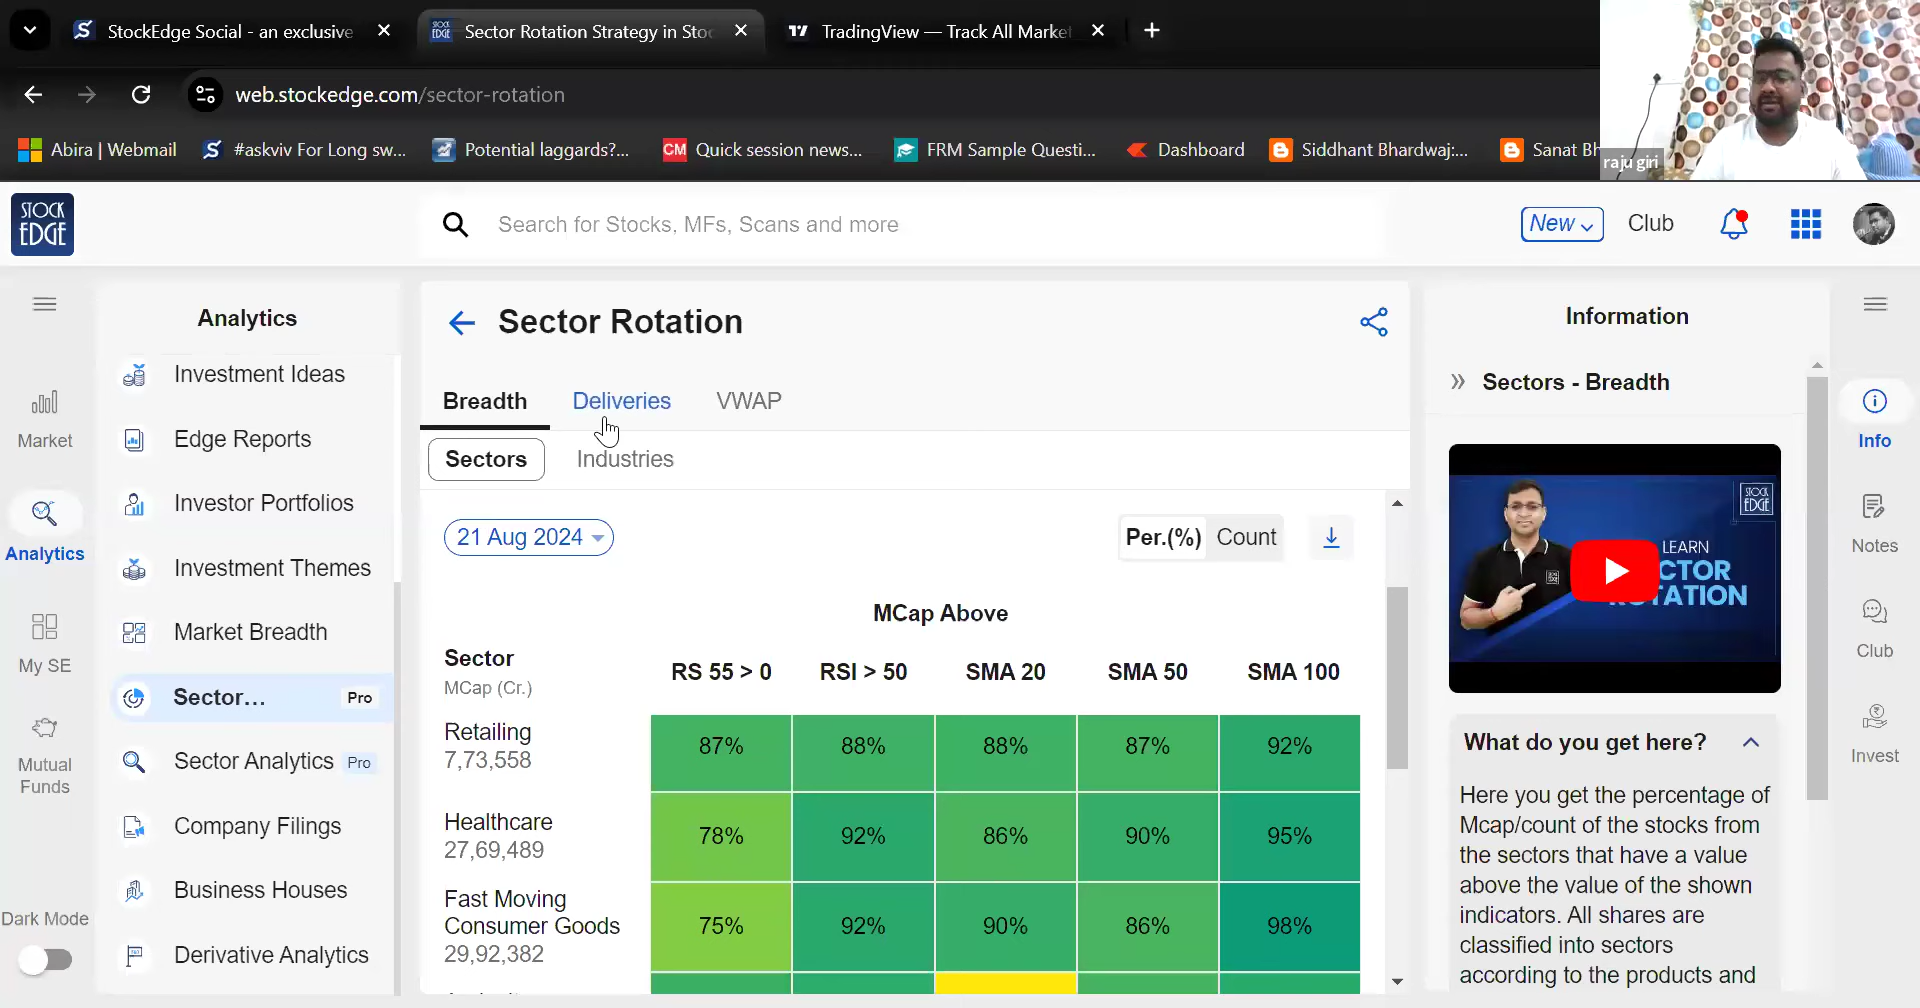 StockEdge Social - an exclusive
Sector Rotation Strategy in Stoc
TradingView — Track All Market
web.stockedge.com/sector-rotation
Abira | Webmail
#askviv For Long sw...
Potential laggards?...
CM Quick session news...
FRM Sample Questi...
Dashboard
Siddhant Bhardwaj:...
Sanat Bh
raju giri
STOCK
EDGE
Search for Stocks, MFs, Scans and more
New
Club
Market
Analytics
My SE
Mutual
Funds
Dark Mode
Analytics
Investment Ideas
Edge Reports
Investor Portfolios
Investment Themes
Market Breadth
Sector... Pro
Sector Analytics Pro
Company Filings
Business Houses
Derivative Analytics
Sector Rotation
Breadth Deliveries VWAP
Sectors Industries
21 Aug 2024
Per.(%) Count
MCap Above
Sector
MCap (Cr.)
RS 55 > 0 RSI > 50 SMA 20 SMA 50 SMA 100
Retailing
7,73,558
87% 88% 88% 87% 92%
Healthcare
27,69,489
78% 92% 86% 90% 95%
Fast Moving
Consumer Goods
29,92,382
75% 92% 90% 86% 98%
Information
Sectors - Breadth
STOCK
EDGE
LEARN
CTOR
ROTATION
What do you get here?
Here you get the percentage of
Mcap/count of the stocks from
the sectors that have a value
above the value of the shown
indicators. All shares are
classified into sectors
according to the products and
Info
Notes
Club
Invest